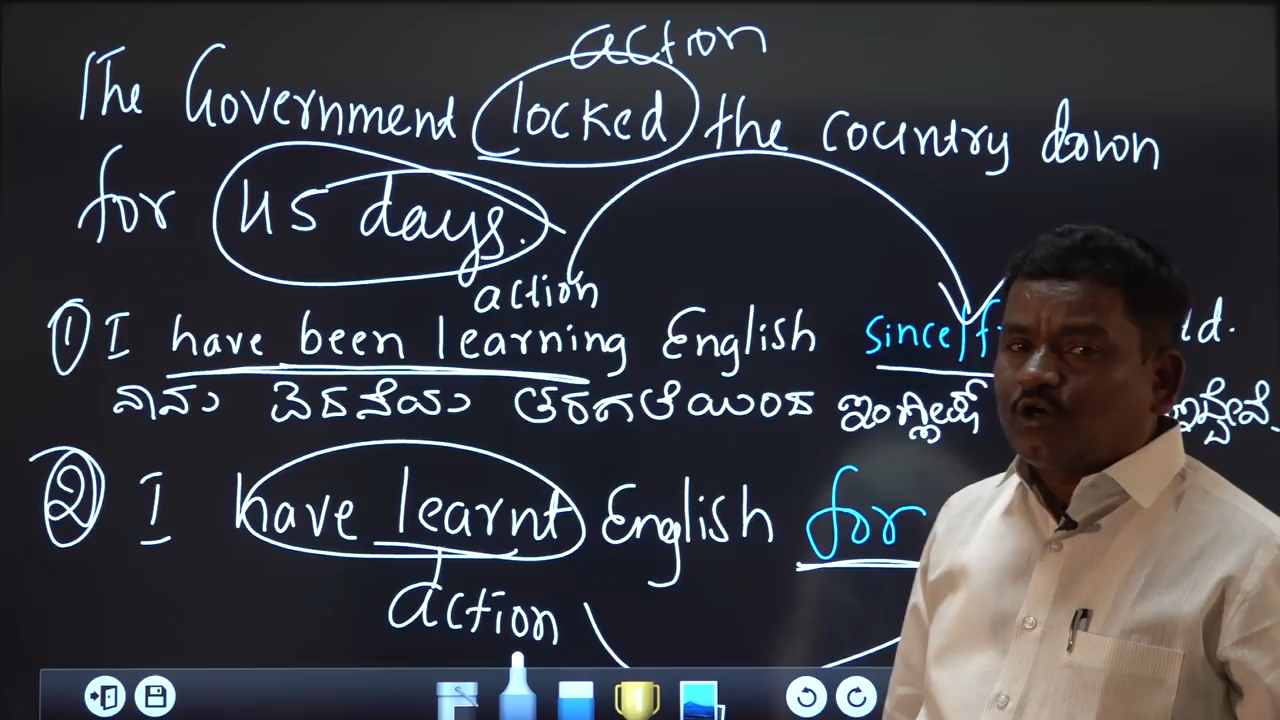 action
The Government locked the country down
for 45 days.
action
① I have been learning English since
ನಾನು ಇಂಗ್ಲೀಷ್
② I have learnt English for
action